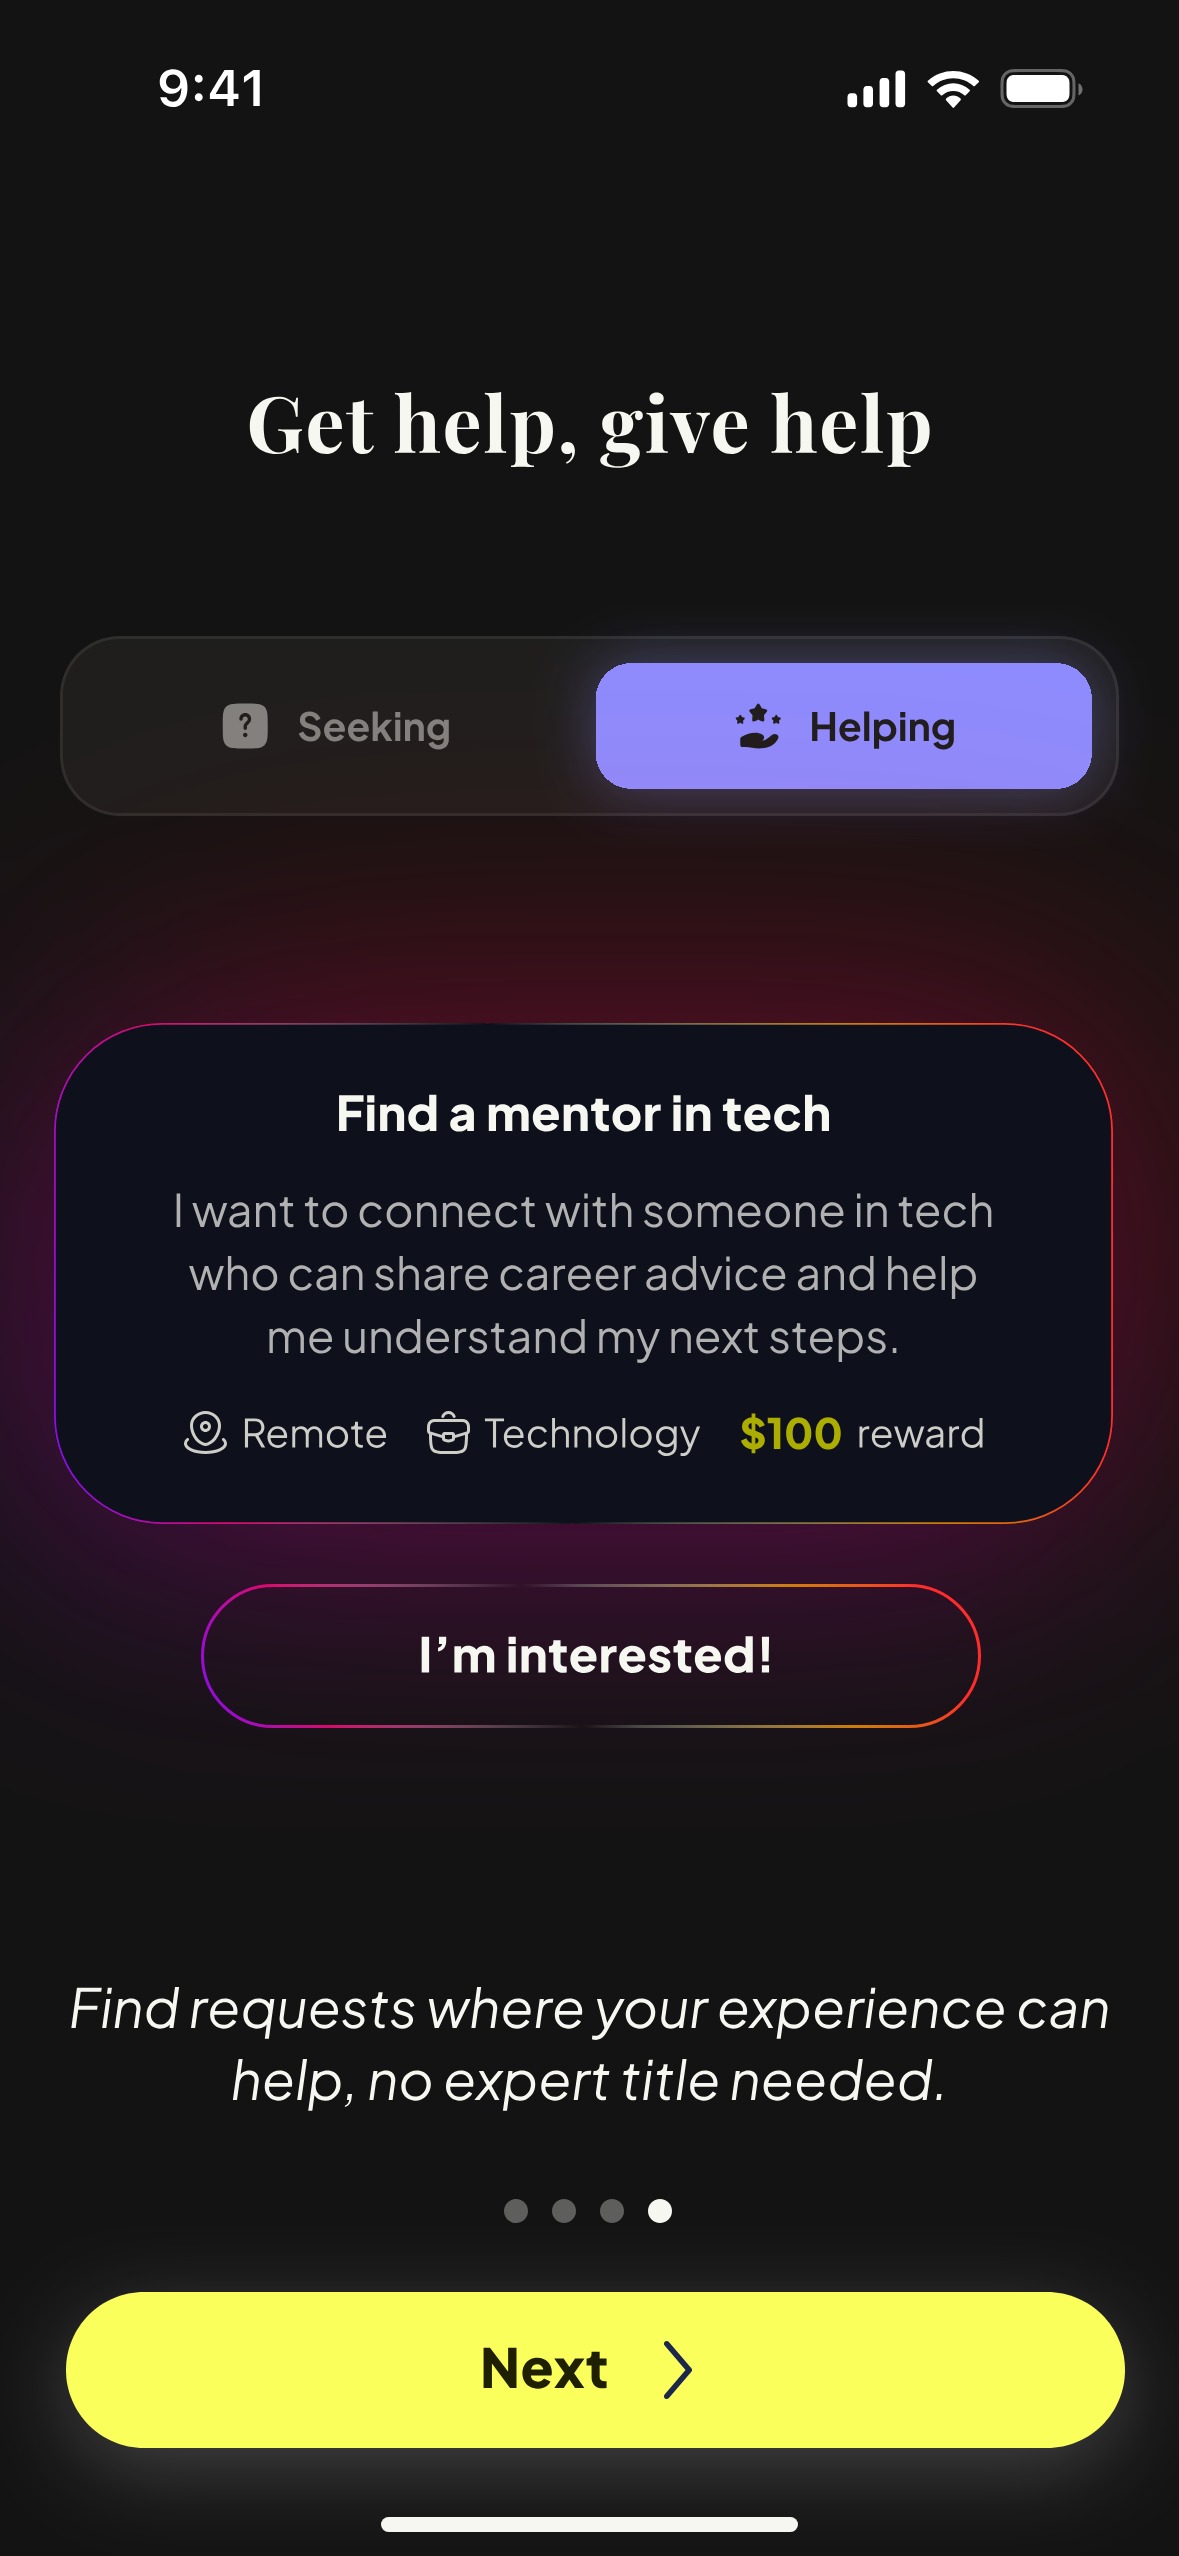 9:41
Get help, give help
Seeking
Helping
Find a mentor in tech
I want to connect with someone in tech
who can share career advice and help
me understand my next steps.
Remote Technology $100 reward
I’m interested!
Find requests where your experience can
help, no expert title needed.
Next